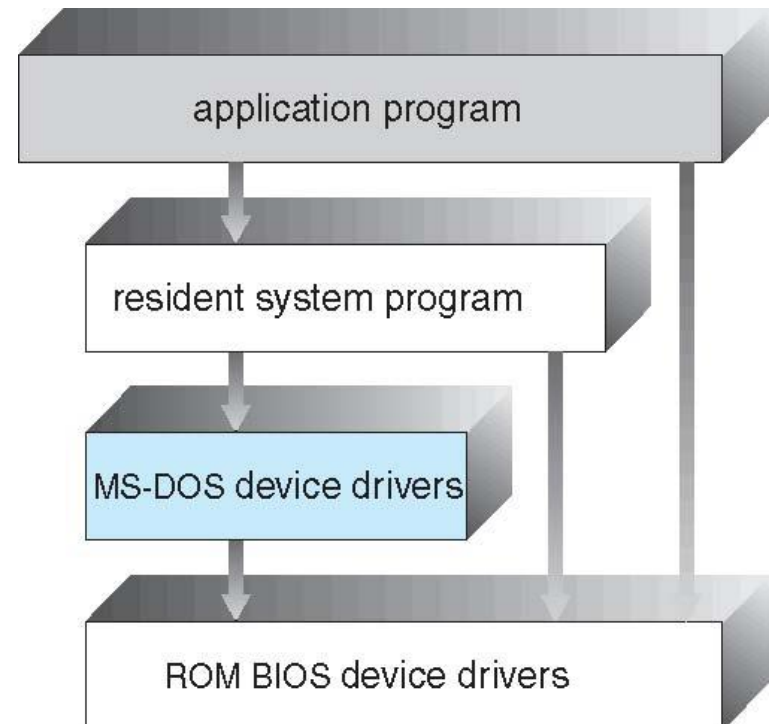 application program
resident system program
MS-DOS device drivers
ROM BIOS device drivers